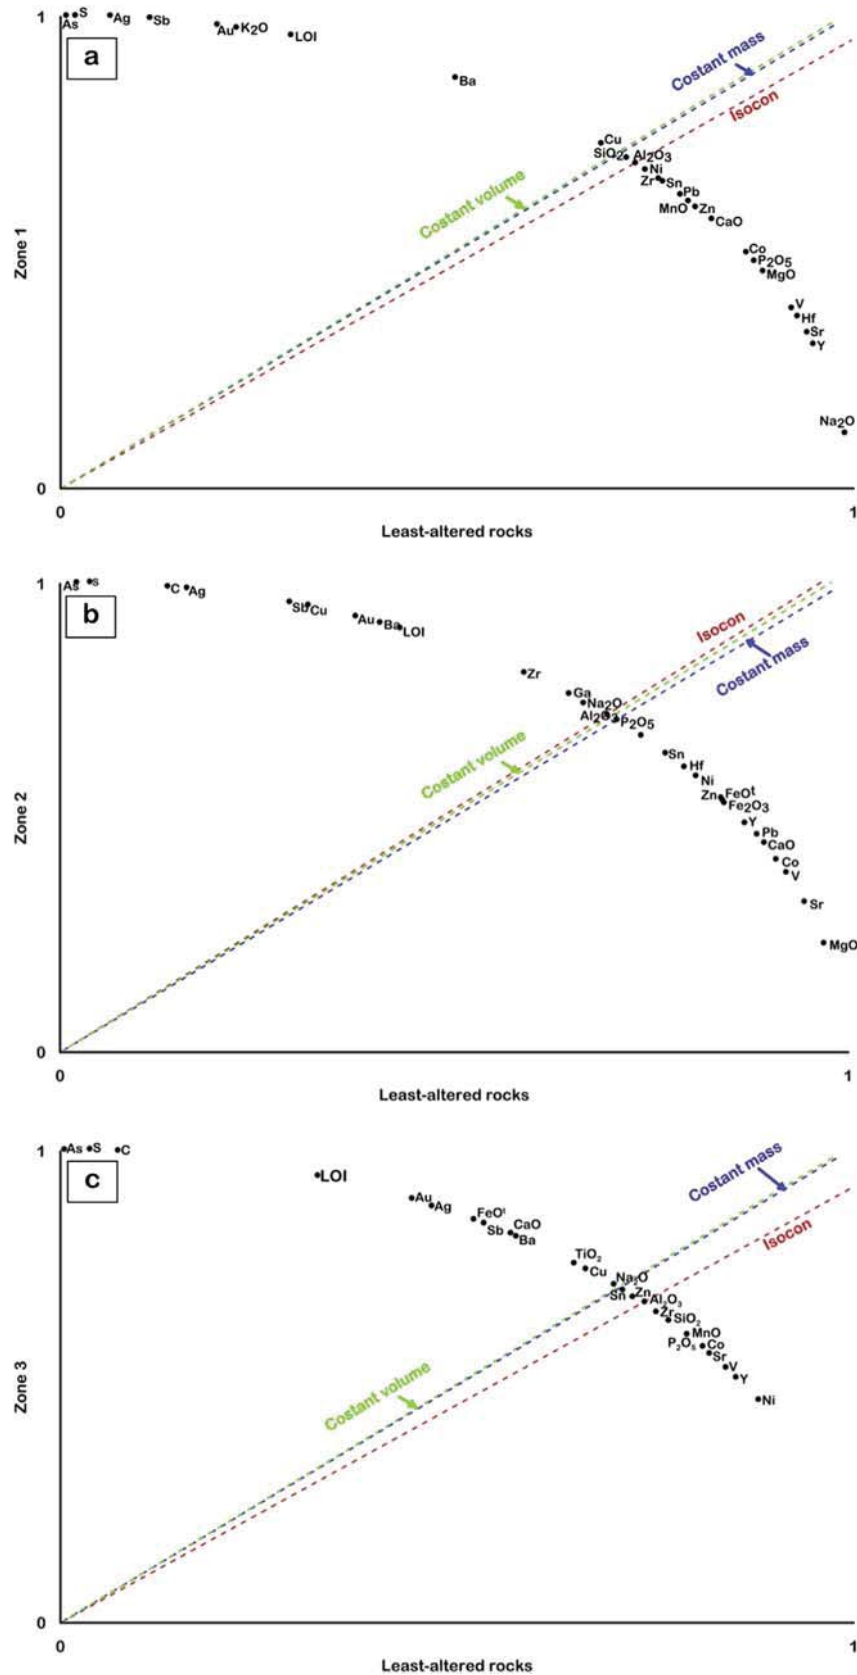 1
As
S
Ag
Sb
Au
K2O
LOI
a
Ba
Costant mass
Isocon
Cu
SiO2
Al2O3
Ni
Zr
Sn
Pb
MnO
Zn
CaO
Costant volume
Co
P2O5
MgO
V
Hf
Sr
Y
Na2O
Zone 1
0
0
1
Least-altered rocks
1
As
s
C
Ag
b
Sb
Cu
Au
Ba
LOI
Isocon
Costant mass
Zr
Ga
Na2O
Al2O3
P2O5
Costant volume
Sn
Hf
Ni
Zn
FeOt
Fe2O3
Y
Pb
CaO
Co
V
Sr
MgO
Zone 2
0
0
1
Least-altered rocks
1
As
S
C
c
LOI
Costant mass
Isocon
Au
Ag
FeOt
Sb
CaO
Ba
TiO2
Cu
Na2O
Sn
Zn
Al2O3
Zr
SiO2
MnO
P2O5
Co
Sr
V
Y
Ni
Costant volume
Zone 3
0
0
1
Least-altered rocks